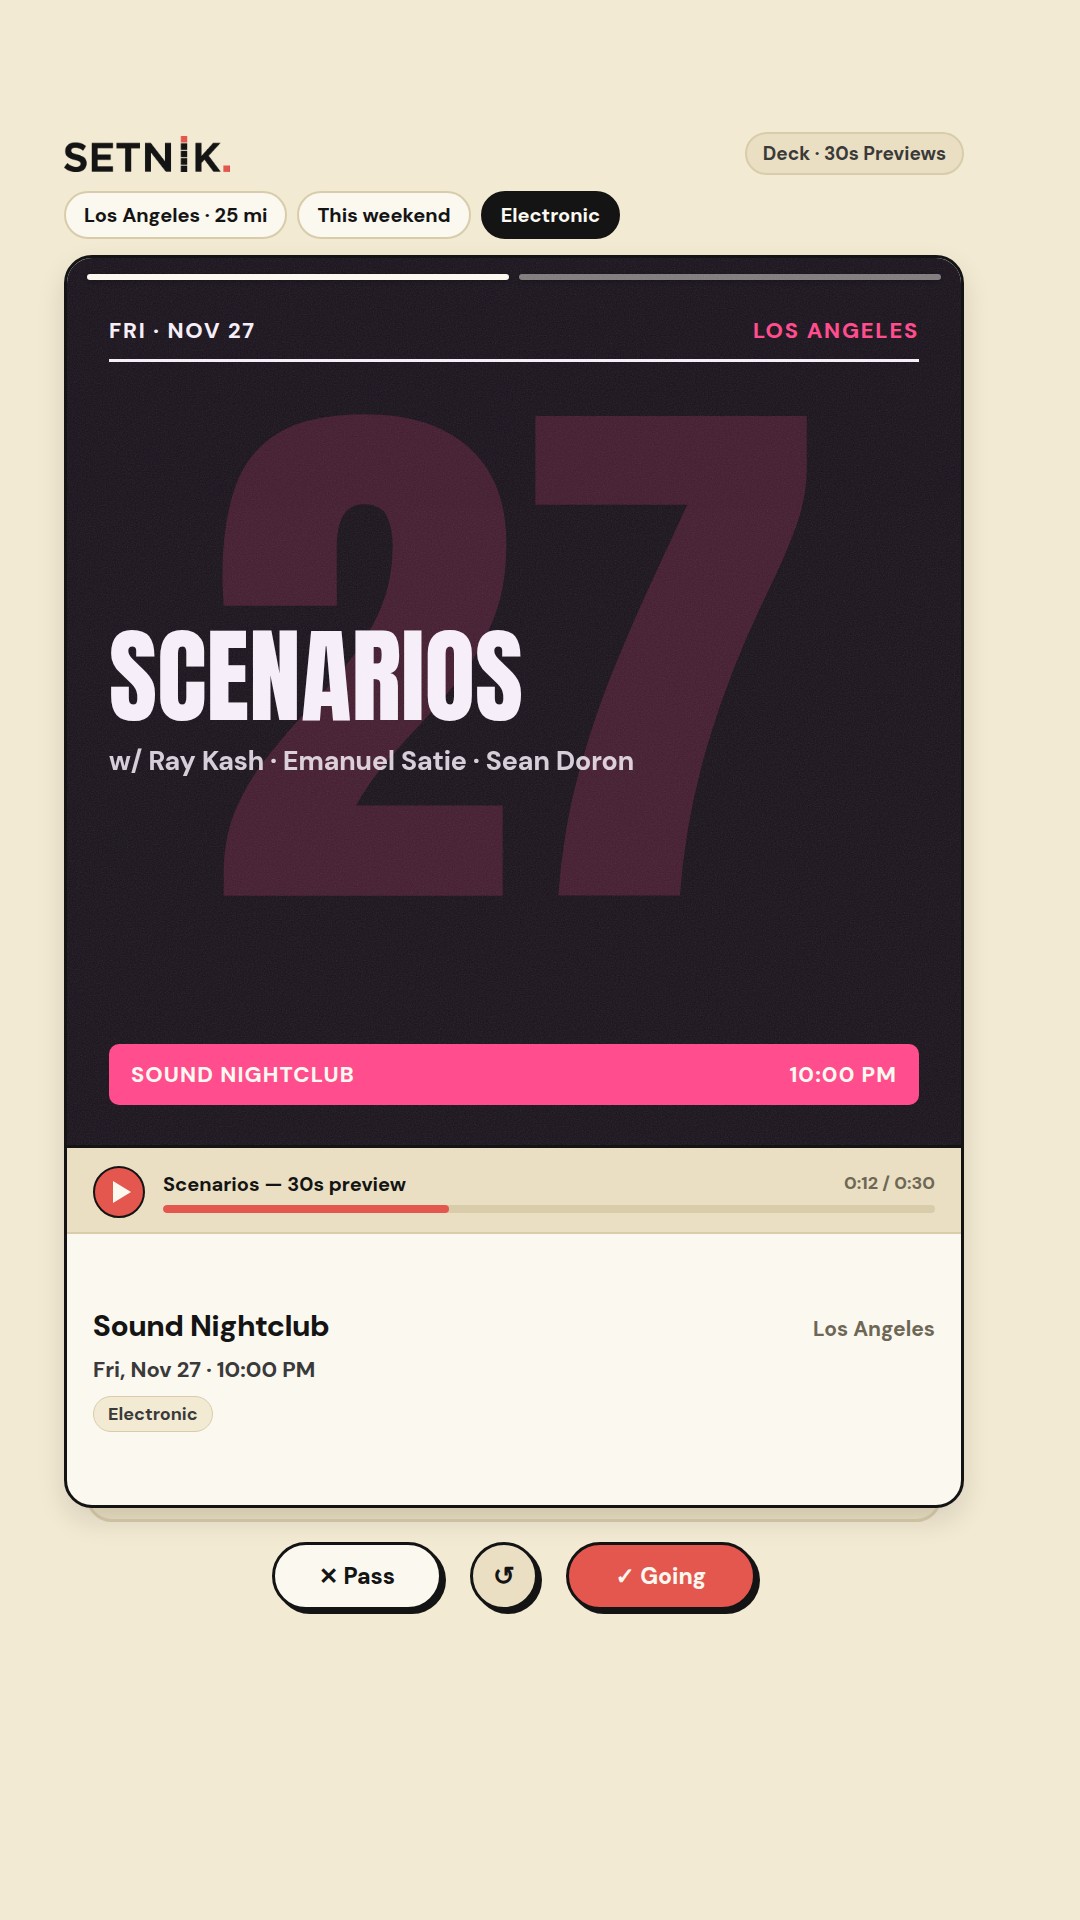 SETNIK.
Deck · 30s Previews
Los Angeles · 25 mi
This weekend
Electronic
FRI · NOV 27
LOS ANGELES
27
SCENARIOS
w/ Ray Kash · Emanuel Satie · Sean Doron
SOUND NIGHTCLUB
10:00 PM
Scenarios — 30s preview
0:12 / 0:30
Sound Nightclub
Los Angeles
Fri, Nov 27 · 10:00 PM
Electronic
✕ Pass
↺
✓ Going